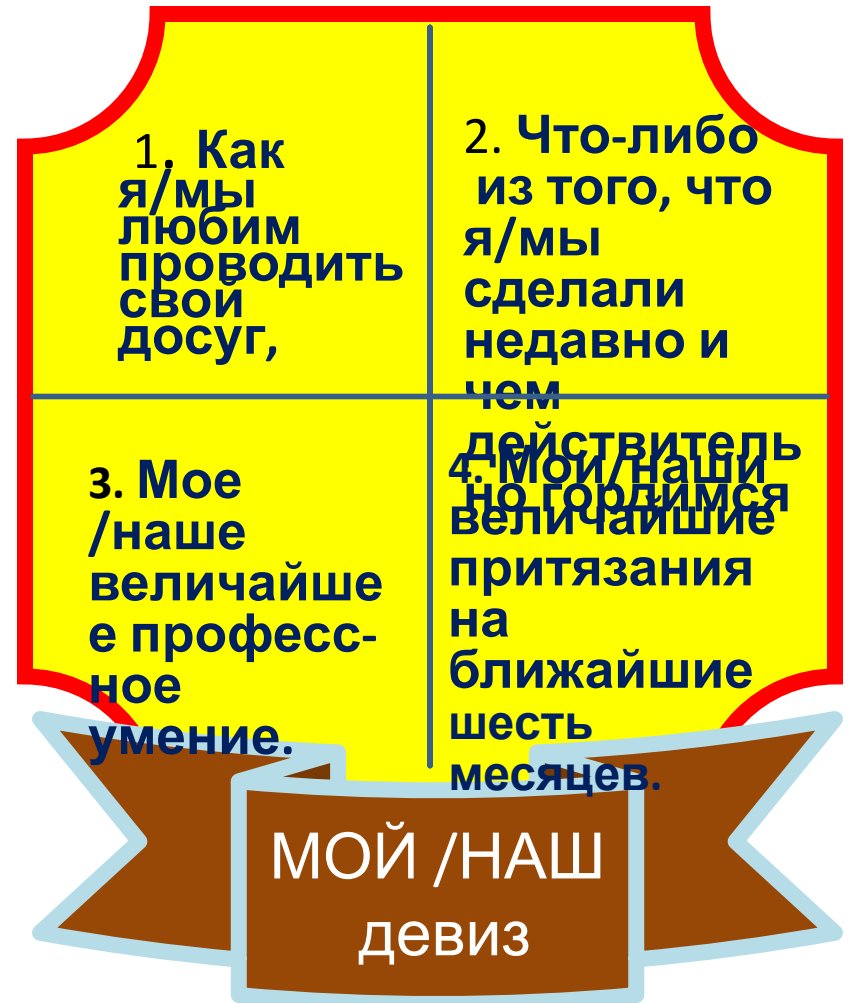 1. Как
я/мы
любим
проводить
свой
досуг,
2. Что-либо
из того, что
я/мы
сделали
недавно и
чем
действитель
но гордимся
3. Мое
/наше
величайше
е професс-
ное
умение.
4. Мои/наши
величайшие
притязания
на
ближайшие
шесть
месяцев.
МОЙ /НАШ
девиз